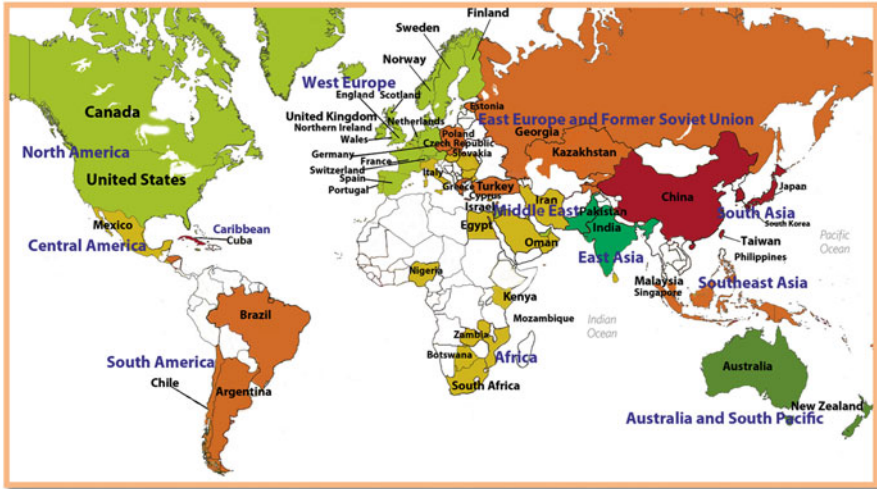 Finland
Sweden
Norway
West Europe
Scotland
England
United Kingdom
Netherlands
Northern Ireland
Wales
Estonia
East Europe and Former Soviet Union
Poland
Georgia
Czech Republic
Germany
Slovakia
Kazakhstan
France
Switzerland
Italy
Spain
Portugal
Greece
Turkey
Cyprus
Israel
Iran
Middle East
Pakistan
Egypt
India
Oman
East Asia
China
Japan
South Asia
South Korea
Taiwan
Philippines
Pacific
Ocean
Malaysia
Singapore
Southeast Asia
Canada
North America
United States
Mexico
Caribbean
Cuba
Central America
Nigeria
Kenya
Mozambique
Indian
Ocean
Zambia
Botswana
Africa
South Africa
Brazil
South America
Chile
Argentina
Australia
New Zealand
Australia and South Pacific